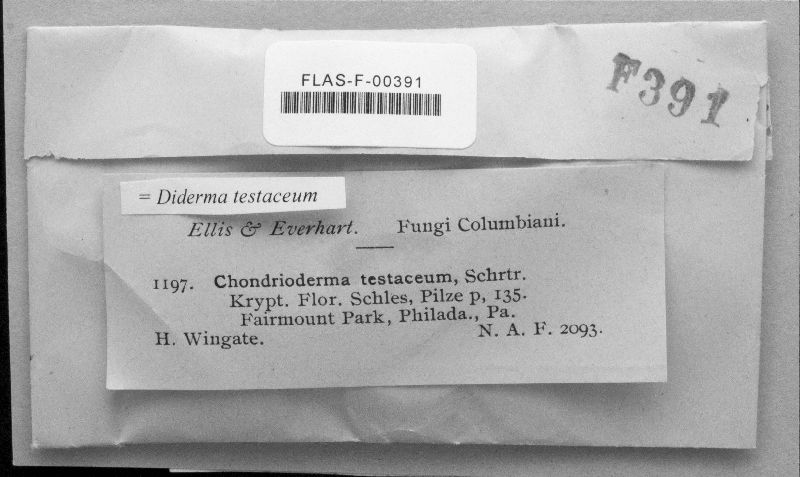 FLAS-F-00391
F391
= Diderma testaceum
Ellis & Everhart. Fungi Columbiani.
1197. Chondrioderma testaceum, Schrtr.
Krypt. Flor. Schles, Pilze p, 135.
Fairmount Park, Philada., Pa.
H. Wingate. N. A. F. 2093.